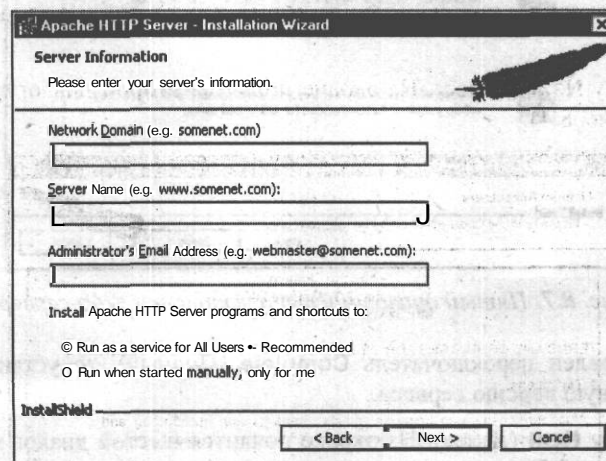 Apache HTTP Server - Installation Wizard
Server Information
Please enter your server's information.
Network Domain (e.g. somenet.com)
Server Name (e.g. www.somenet.com):
Administrator's Email Address (e.g. webmaster@somenet.com):
Install Apache HTTP Server programs and shortcuts to:
© Run as a service for All Users •- Recommended
O Run when started manually, only for me
InstallShield
< Back Next > Cancel